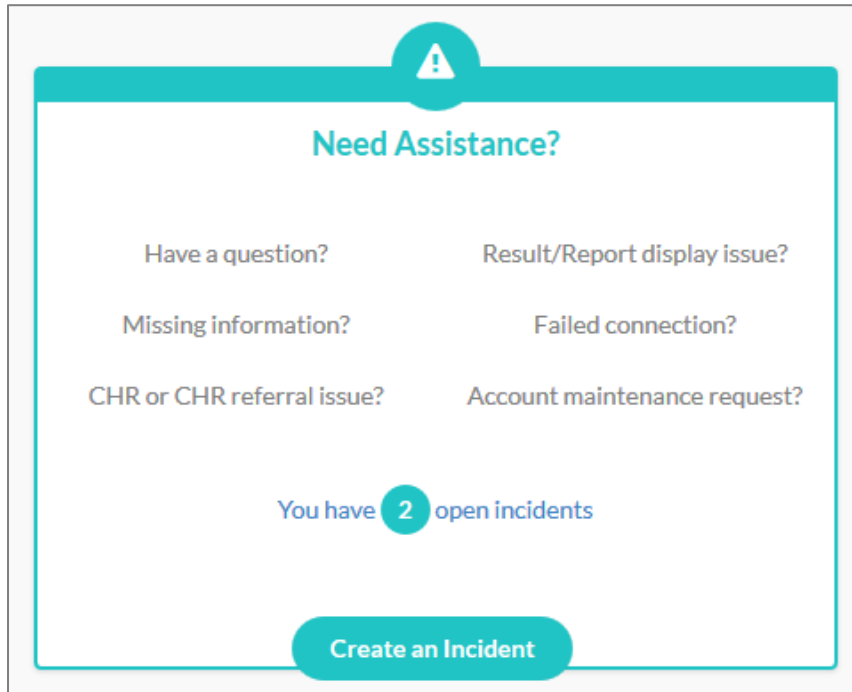 Need Assistance?
Have a question?
Result/Report display issue?
Missing information?
Failed connection?
CHR or CHR referral issue?
Account maintenance request?
You have 2 open incidents
Create an Incident